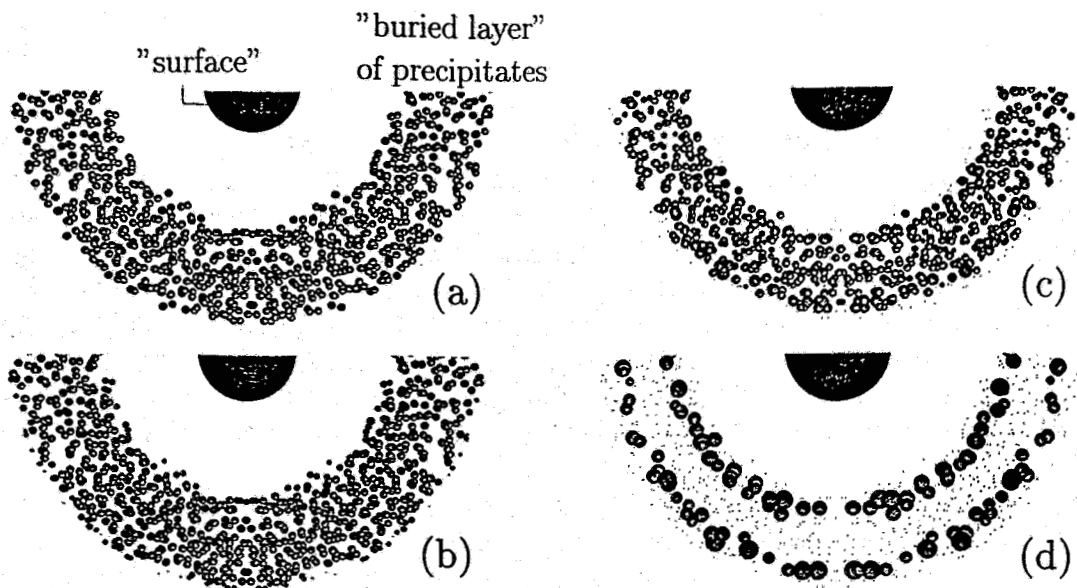 ”buried layer”
”surface”
of precipitates
(a)
(c)
(b)
(d)